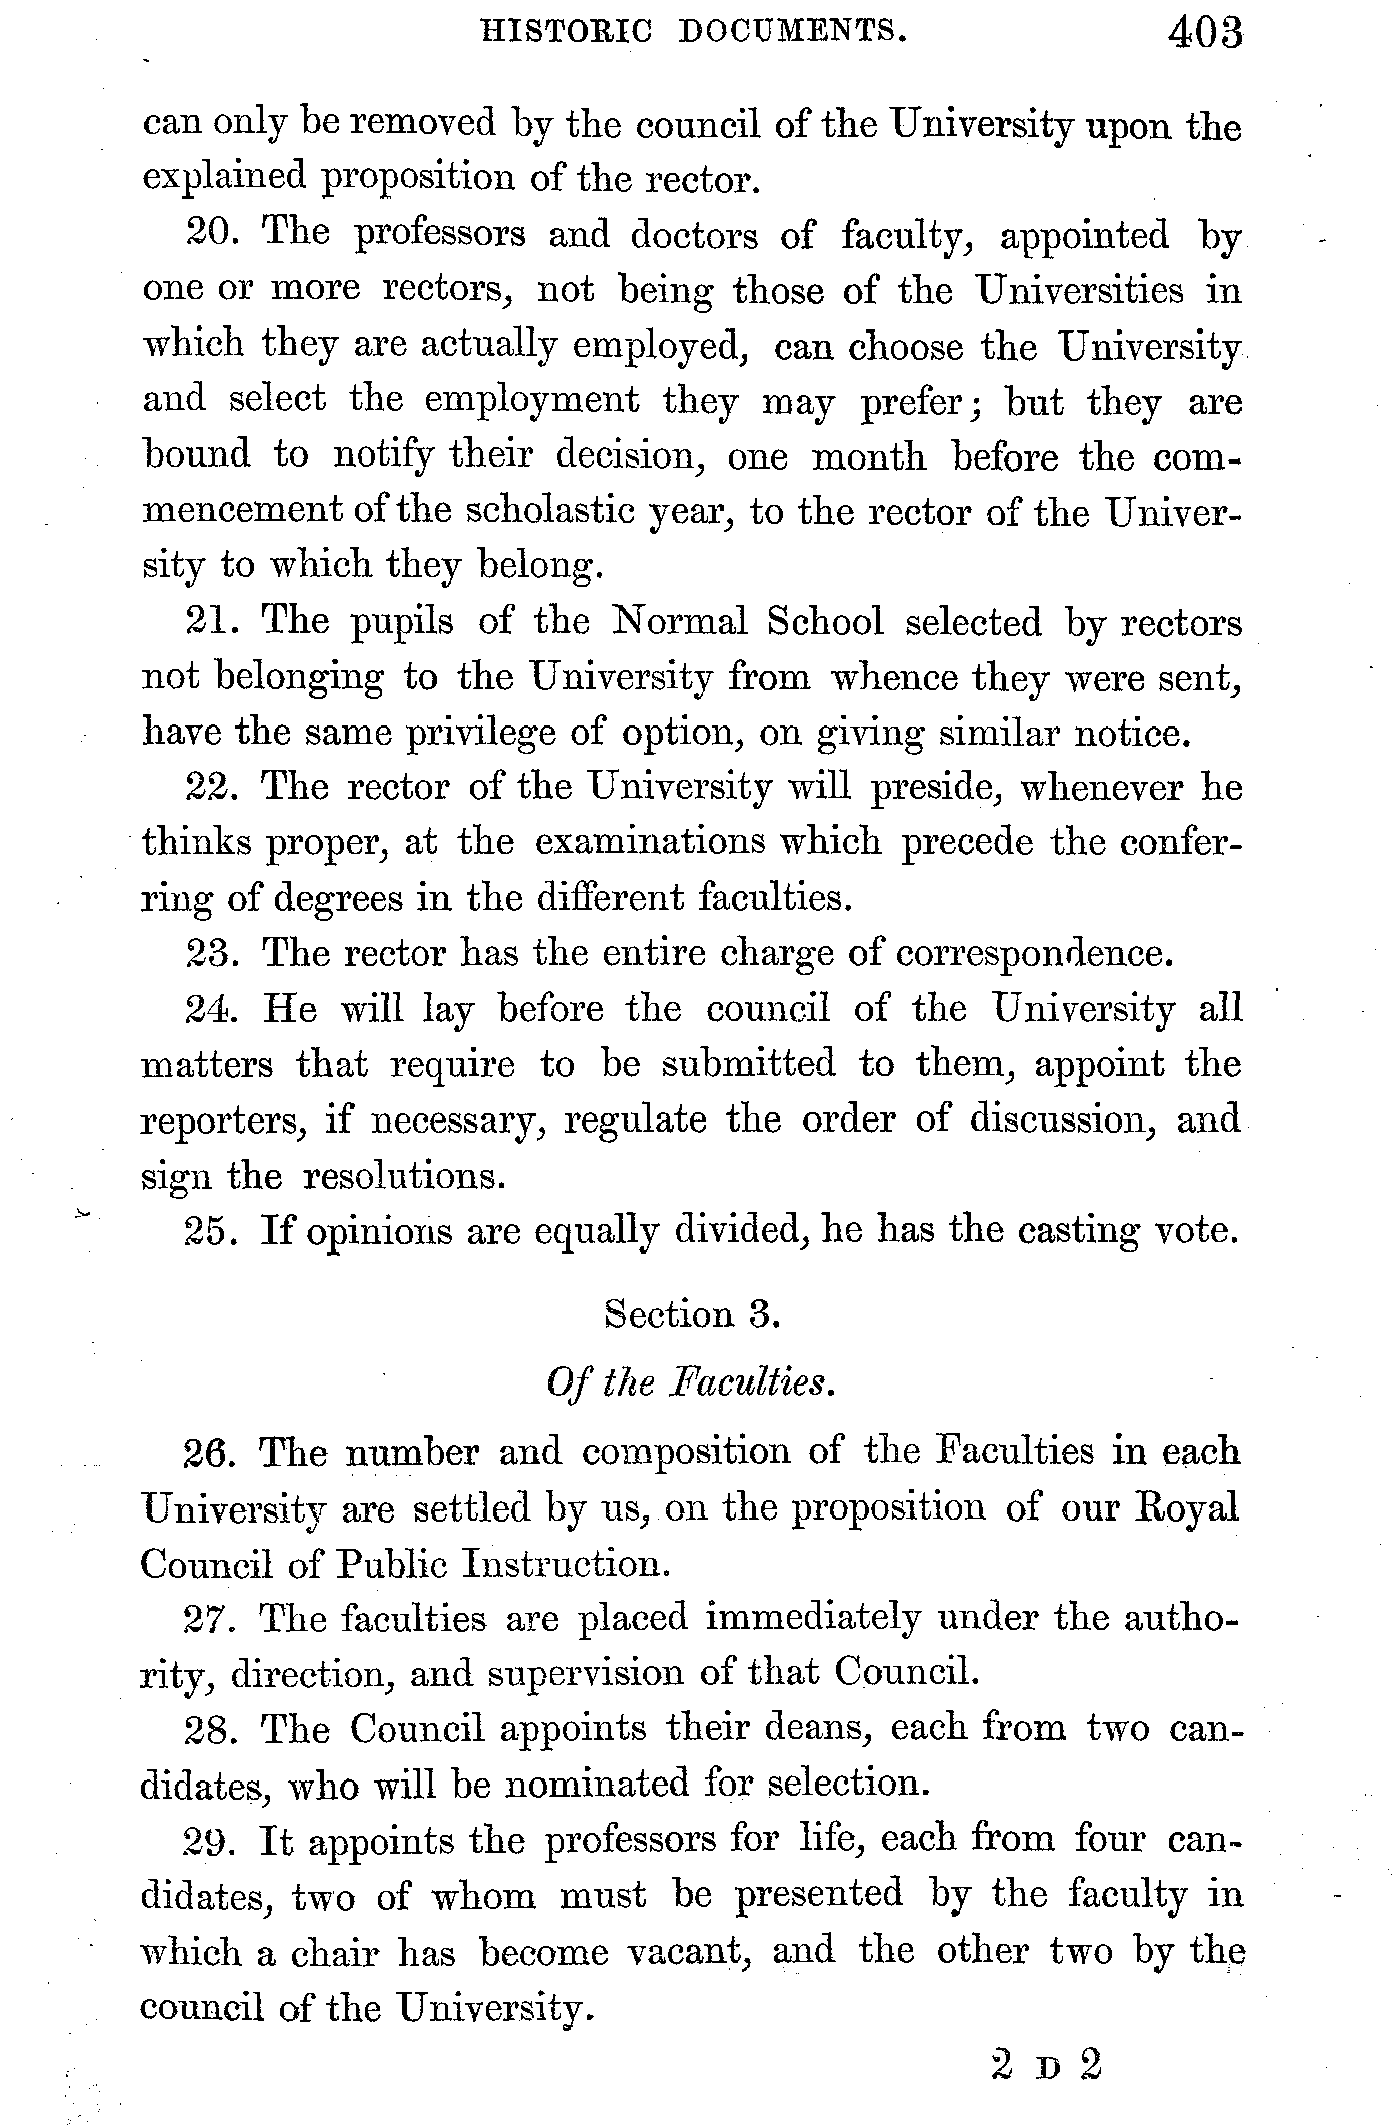 HISTORIC DOCUMENTS. 403
can only be removed by the council of the University upon the
explained proposition of the rector.
20. The professors and doctors of faculty, appointed by
one or more rectors, not being those of the Universities in
which they are actually employed, can choose the University
and select the employment they may prefer; but they are
bound to notify their decision, one month before the com-
mencement of the scholastic year, to the rector of the Univer-
sity to which they belong.
21. The pupils of the Normal School selected by rectors
not belonging to the University from whence they were sent,
have the same privilege of option, on giving similar notice.
22. The rector of the University will preside, whenever he
thinks proper, at the examinations which precede the confer-
ring of degrees in the different faculties.
23. The rector has the entire charge of correspondence.
24. He will lay before the council of the University all
matters that require to be submitted to them, appoint the
reporters, if necessary, regulate the order of discussion, and
sign the resolutions.
25. If opinions are equally divided, he has the casting vote.
Section 3.
Of the Faculties.
26. The number and composition of the Faculties in each
University are settled by us, on the proposition of our Royal
Council of Public Instruction.
27. The faculties are placed immediately under the autho-
rity, direction, and supervision of that Council.
28. The Council appoints their deans, each from two can-
didates, who will be nominated for selection.
29. It appoints the professors for life, each from four can-
didates, two of whom must be presented by the faculty in
which a chair has become vacant, and the other two by the
council of the University.
2 D 2